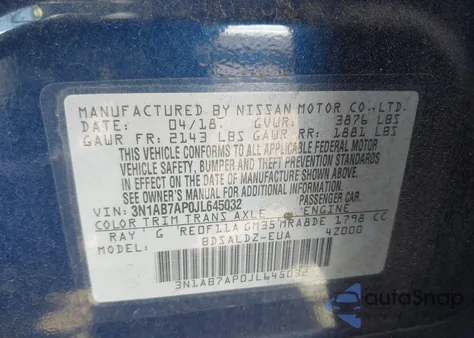 MANUFACTURED BY NISSAN MOTOR CO.,LTD.
DATE: 04/18 GVWR: 3876 LBS
GAWR FR: 2143 LBS GAWR RR: 1881 LBS
THIS VEHICLE CONFORMS TO ALL APPLICABLE FEDERAL MOTOR
VEHICLE SAFETY, BUMPER AND THEFT PREVENTION STANDARDS
IN EFFECT ON THE DATE OF MANUFACTURE SHOWN ABOVE.
SEE OWNER'S MANUAL AND ADDITIONAL LABEL.
VIN: 3N1AB7AP0JL645032 PASSENGER CAR.
COLOR TRIM TRANS AXLE ENGINE
RAY G RE0F11A GM35 MRA8DE 1798 CC
MODEL: BDSALDZ-EUA 4Z000
3N1AB7AP0JL645032
autoSnap